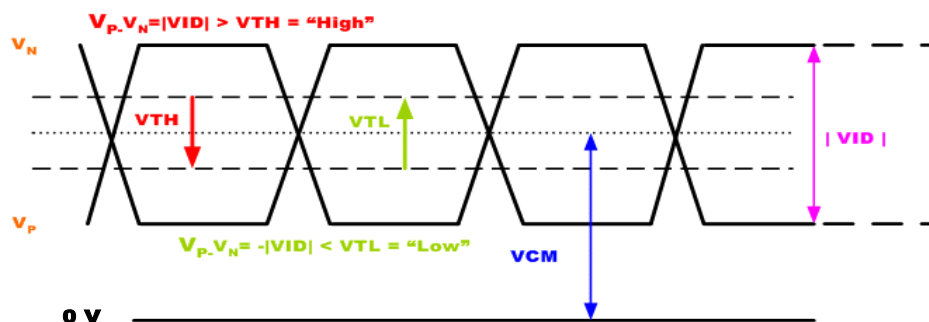 VP-VN=|VID| > VTH = “High”
VN
VTH
VTL
| VID |
VP
VP-VN= -|VID| < VTL = “Low”
VCM
0 V